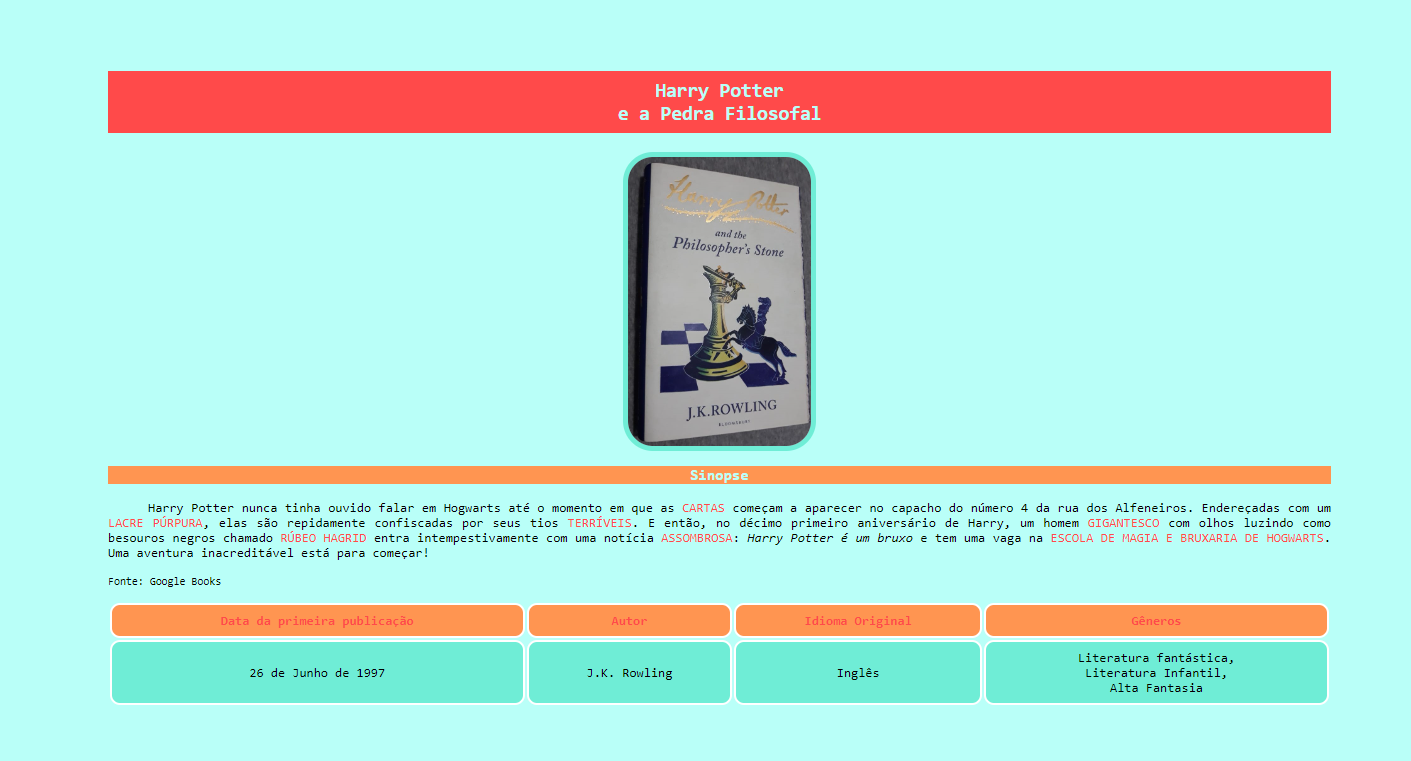 Harry Potter
e a Pedra Filosofal
Harry Potter
and the
Philosopher's Stone
J.K.ROWLING
BLOOMSBURY
Sinopse
Harry Potter nunca tinha ouvido falar em Hogwarts até o momento em que as CARTAS começam a aparecer no capacho do número 4 da rua dos Alfeneiros. Endereçadas com um
LACRE PÚRPURA, elas são repidamente confiscadas por seus tios TERRÍVEIS. E então, no décimo primeiro aniversário de Harry, um homem GIGANTESCO com olhos luzindo como
besouros negros chamado RÚBEO HAGRID entra intempestivamente com uma notícia ASSOMBROSA: Harry Potter é um bruxo e tem uma vaga na ESCOLA DE MAGIA E BRUXARIA DE HOGWARTS.
Uma aventura inacreditável está para começar!
Fonte: Google Books
Data da primeira publicação Autor Idioma Original Gêneros
26 de Junho de 1997 J.K. Rowling Inglês Literatura fantástica,
Literatura Infantil,
Alta Fantasia